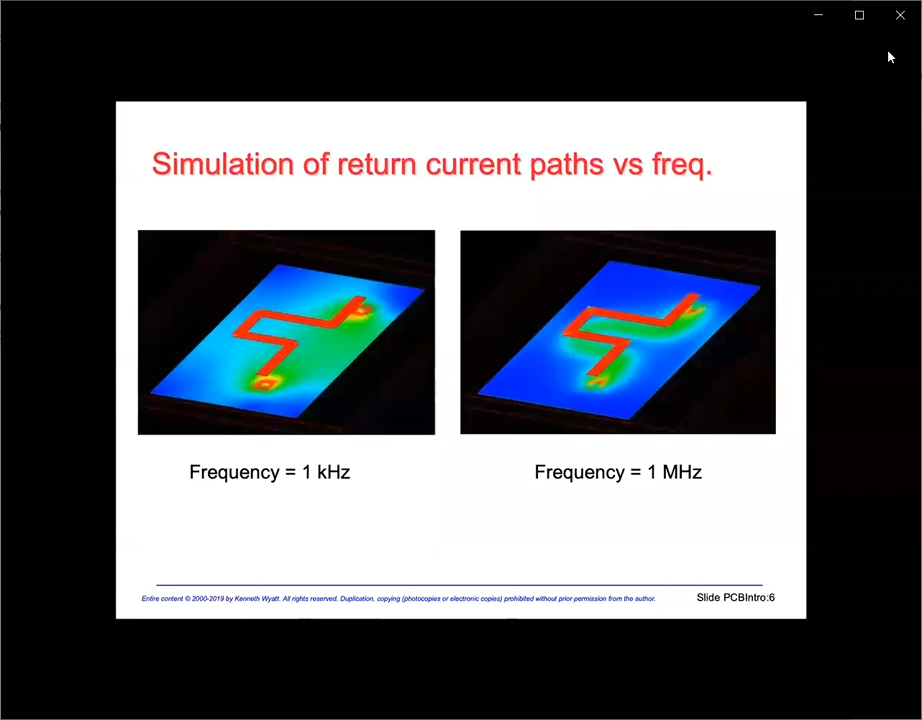 Simulation of return current paths vs freq.
Frequency = 1 kHz
Frequency = 1 MHz
Entire content © 2000-2019 by Kenneth Wyatt. All rights reserved. Duplication, copying (photocopies or electronic copies) prohibited without prior permission from the author.
Slide PCBIntro:6